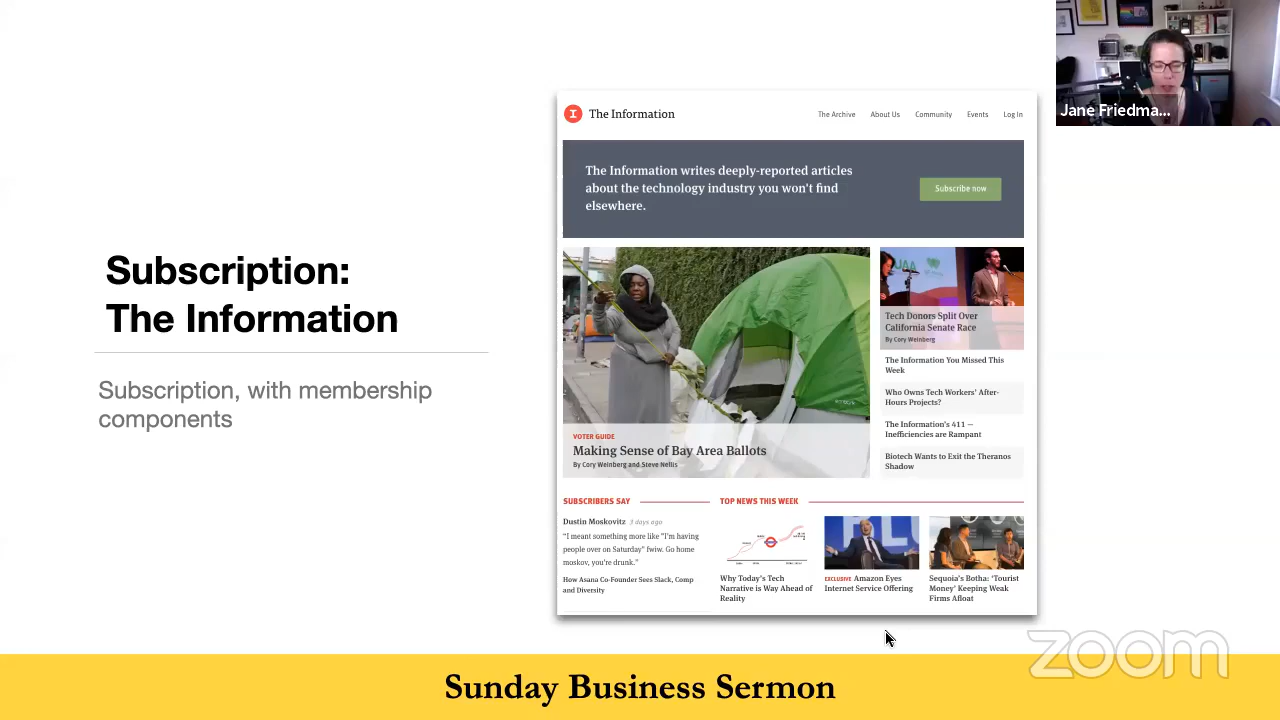 Jane Friedma...
Subscription:
The Information
Subscription, with membership
components
The Information
The Archive
About Us
Community
Events
Log In
The Information writes deeply-reported articles
about the technology industry you won't find
elsewhere.
Subscribe now
VOTER GUIDE
Making Sense of Bay Area Ballots
By Cory Weinberg and Steve Nellis
Tech Donors Split Over
California Senate Race
By Cory Weinberg
The Information You Missed This
Week
Who Owns Tech Workers' After-
Hours Projects?
The Information's 411 —
Inefficiencies are Rampant
Biotech Wants to Exit the Theranos
Shadow
SUBSCRIBERS SAY
Dustin Moskovitz 3 days ago
“I meant something more like "I'm having
people over on Saturday" fwiw. Go home
moskov, you're drunk.”
How Asana Co-Founder Sees Slack, Comp
and Diversity
TOP NEWS THIS WEEK
Why Today's Tech
Narrative is Way Ahead of
Reality
EXCLUSIVE Amazon Eyes
Internet Service Offering
Sequoia's Botha: 'Tourist
Money' Keeping Weak
Firms Afloat
zoom
Sunday Business Sermon